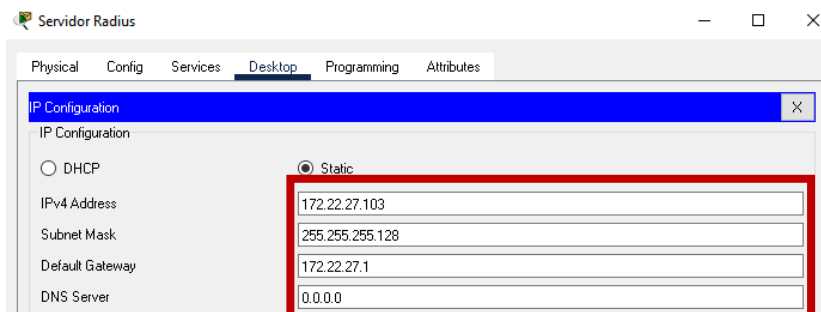 Servidor Radius
Physical Config Services Desktop Programming Attributes
IP Configuration X
IP Configuration
DHCP Static
IPv4 Address 172.22.27.103
Subnet Mask 255.255.255.128
Default Gateway 172.22.27.1
DNS Server 0.0.0.0